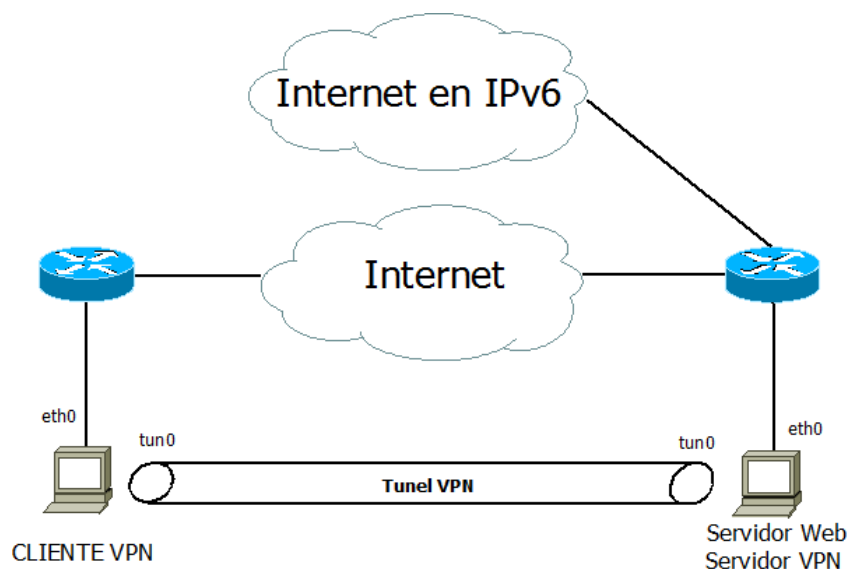 Internet en IPv6
Internet
eth0
eth0
tun0
tun0
Tunel VPN
CLIENTE VPN
Servidor Web
Servidor VPN